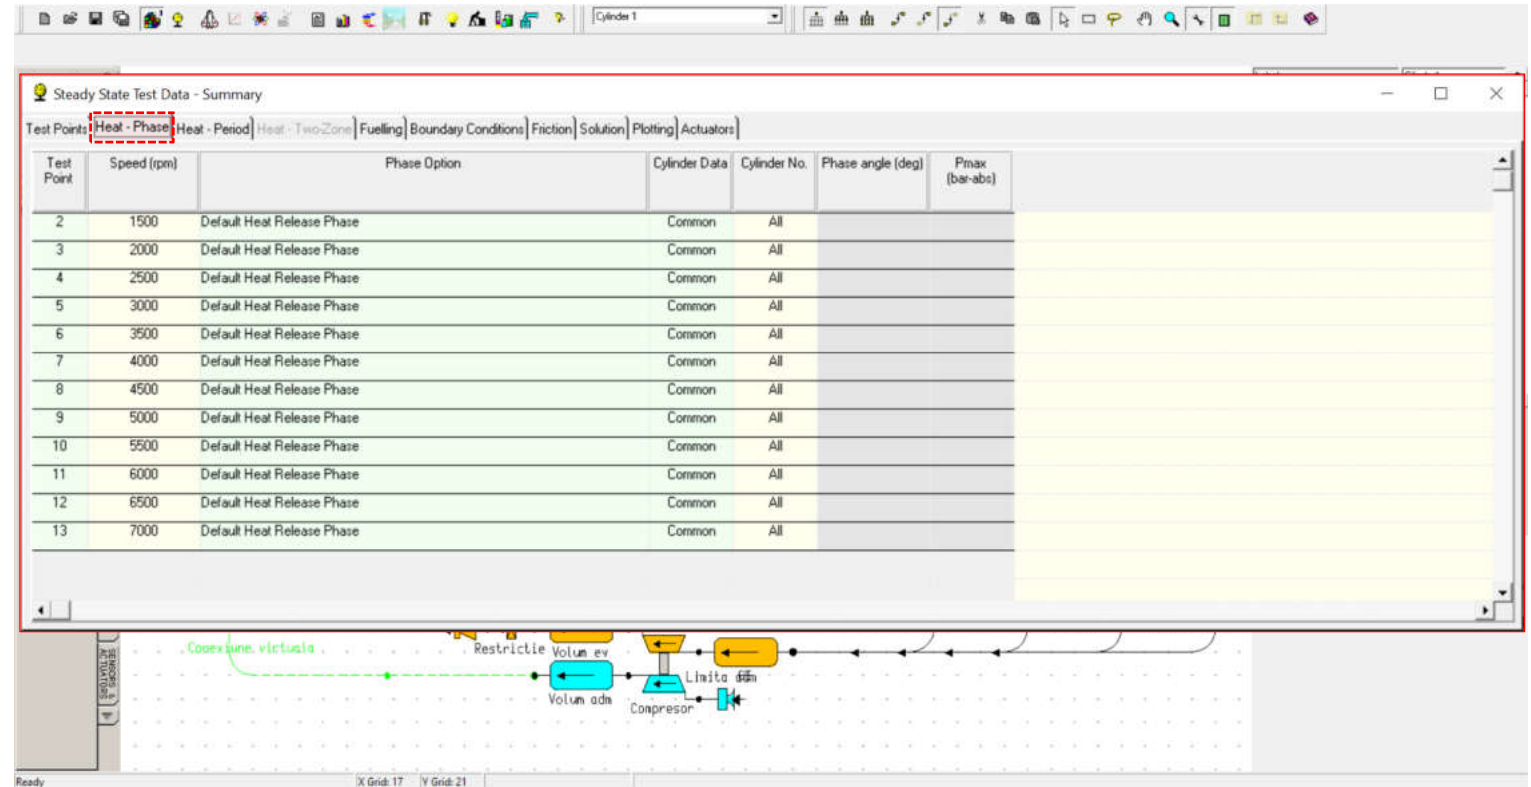 Cylinder 1
Steady State Test Data - Summary
Test Points Heat - Phase Heat - Period Heat - Two-Zone Fuelling Boundary Conditions Friction Solution Plotting Actuators
Test Point Speed (rpm) Phase Option Cylinder Data Cylinder No. Phase angle (deg) Pmax (bar-abs)
2 1500 Default Heat Release Phase Common All
3 2000 Default Heat Release Phase Common All
4 2500 Default Heat Release Phase Common All
5 3000 Default Heat Release Phase Common All
6 3500 Default Heat Release Phase Common All
7 4000 Default Heat Release Phase Common All
8 4500 Default Heat Release Phase Common All
9 5000 Default Heat Release Phase Common All
10 5500 Default Heat Release Phase Common All
11 6000 Default Heat Release Phase Common All
12 6500 Default Heat Release Phase Common All
13 7000 Default Heat Release Phase Common All
SENSORS & ACTUATORS
Conexiune virtuala
Restrictie
Volum ev
Limita
Volum adm
Compresor
Ready X Grid: 17 Y Grid: 21